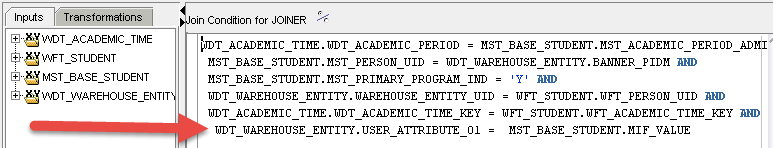 Inputs Transformations
Join Condition for JOINER
WDT_ACADEMIC_TIME
WFT_STUDENT
MST_BASE_STUDENT
WDT_WAREHOUSE_ENTITY
WDT_ACADEMIC_TIME.WDT_ACADEMIC_PERIOD = MST_BASE_STUDENT.MST_ACADEMIC_PERIOD_ADMI
MST_BASE_STUDENT.MST_PERSON_UID = WDT_WAREHOUSE_ENTITY.BANNER_PIDM AND
MST_BASE_STUDENT.MST_PRIMARY_PROGRAM_IND = 'Y' AND
WDT_WAREHOUSE_ENTITY.WAREHOUSE_ENTITY_UID = WFT_STUDENT.WFT_PERSON_UID AND
WDT_ACADEMIC_TIME.WDT_ACADEMIC_TIME_KEY = WFT_STUDENT.WFT_ACADEMIC_TIME_KEY AND
WDT_WAREHOUSE_ENTITY.USER_ATTRIBUTE_01 = MST_BASE_STUDENT.MIF_VALUE